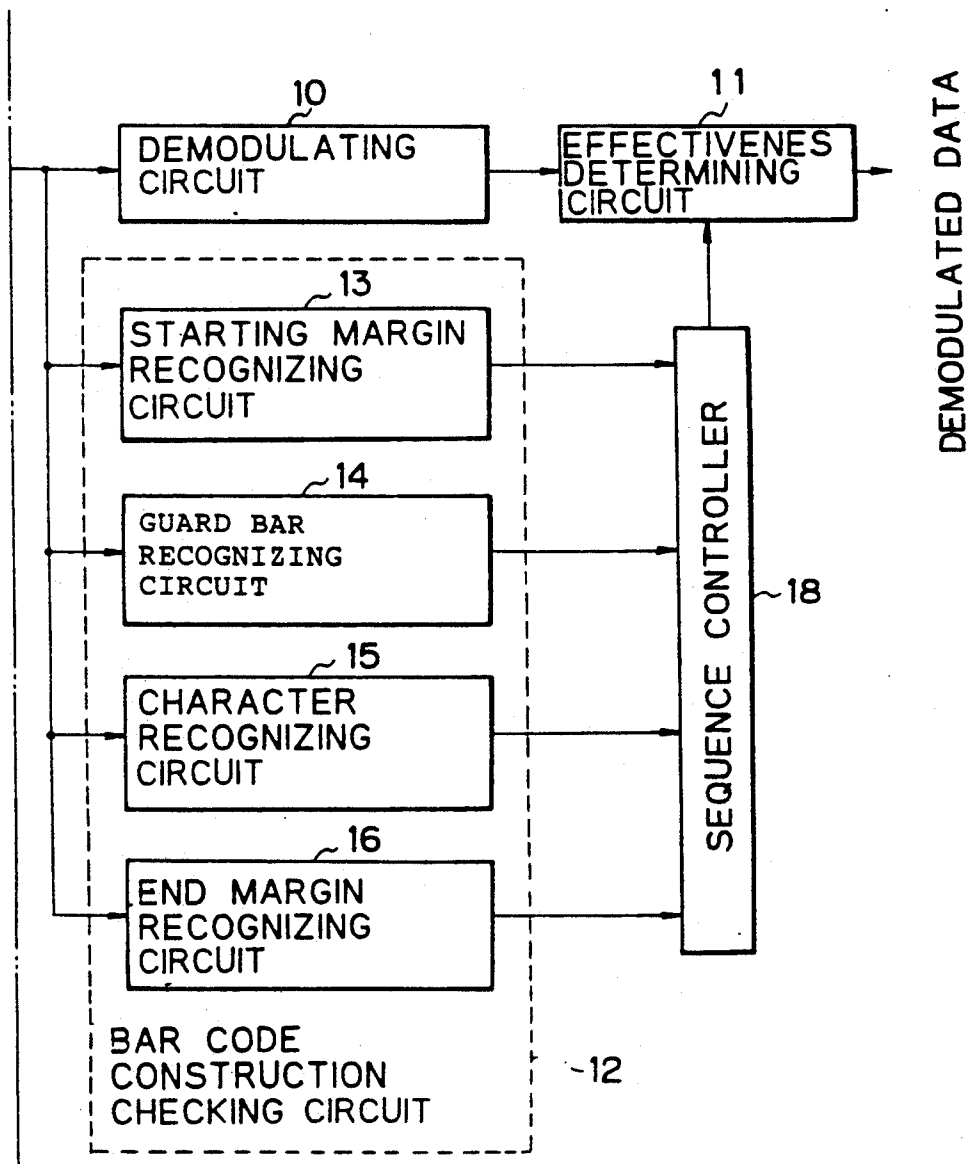 10
DEMODULATING
CIRCUIT
11
EFFECTIVENES
DETERMINING
CIRCUIT
DEMODULATED DATA
13
STARTING MARGIN
RECOGNIZING
CIRCUIT
14
GUARD BAR
RECOGNIZING
CIRCUIT
15
CHARACTER
RECOGNIZING
CIRCUIT
16
END MARGIN
RECOGNIZING
CIRCUIT
SEQUENCE CONTROLLER
18
BAR CODE
CONSTRUCTION
CHECKING CIRCUIT
12